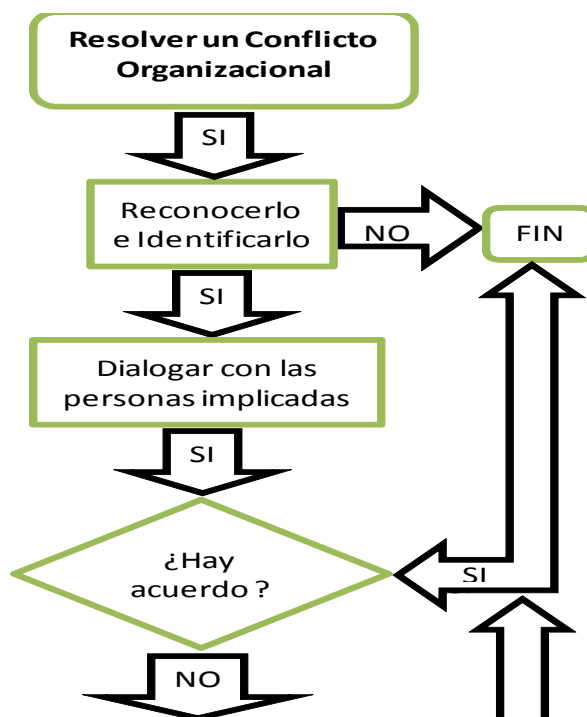 Resolver un Conflicto
Organizacional
SI
Reconocerlo
e Identificarlo
NO
FIN
SI
Dialogar con las
personas implicadas
SI
¿Hay
acuerdo ?
SI
NO